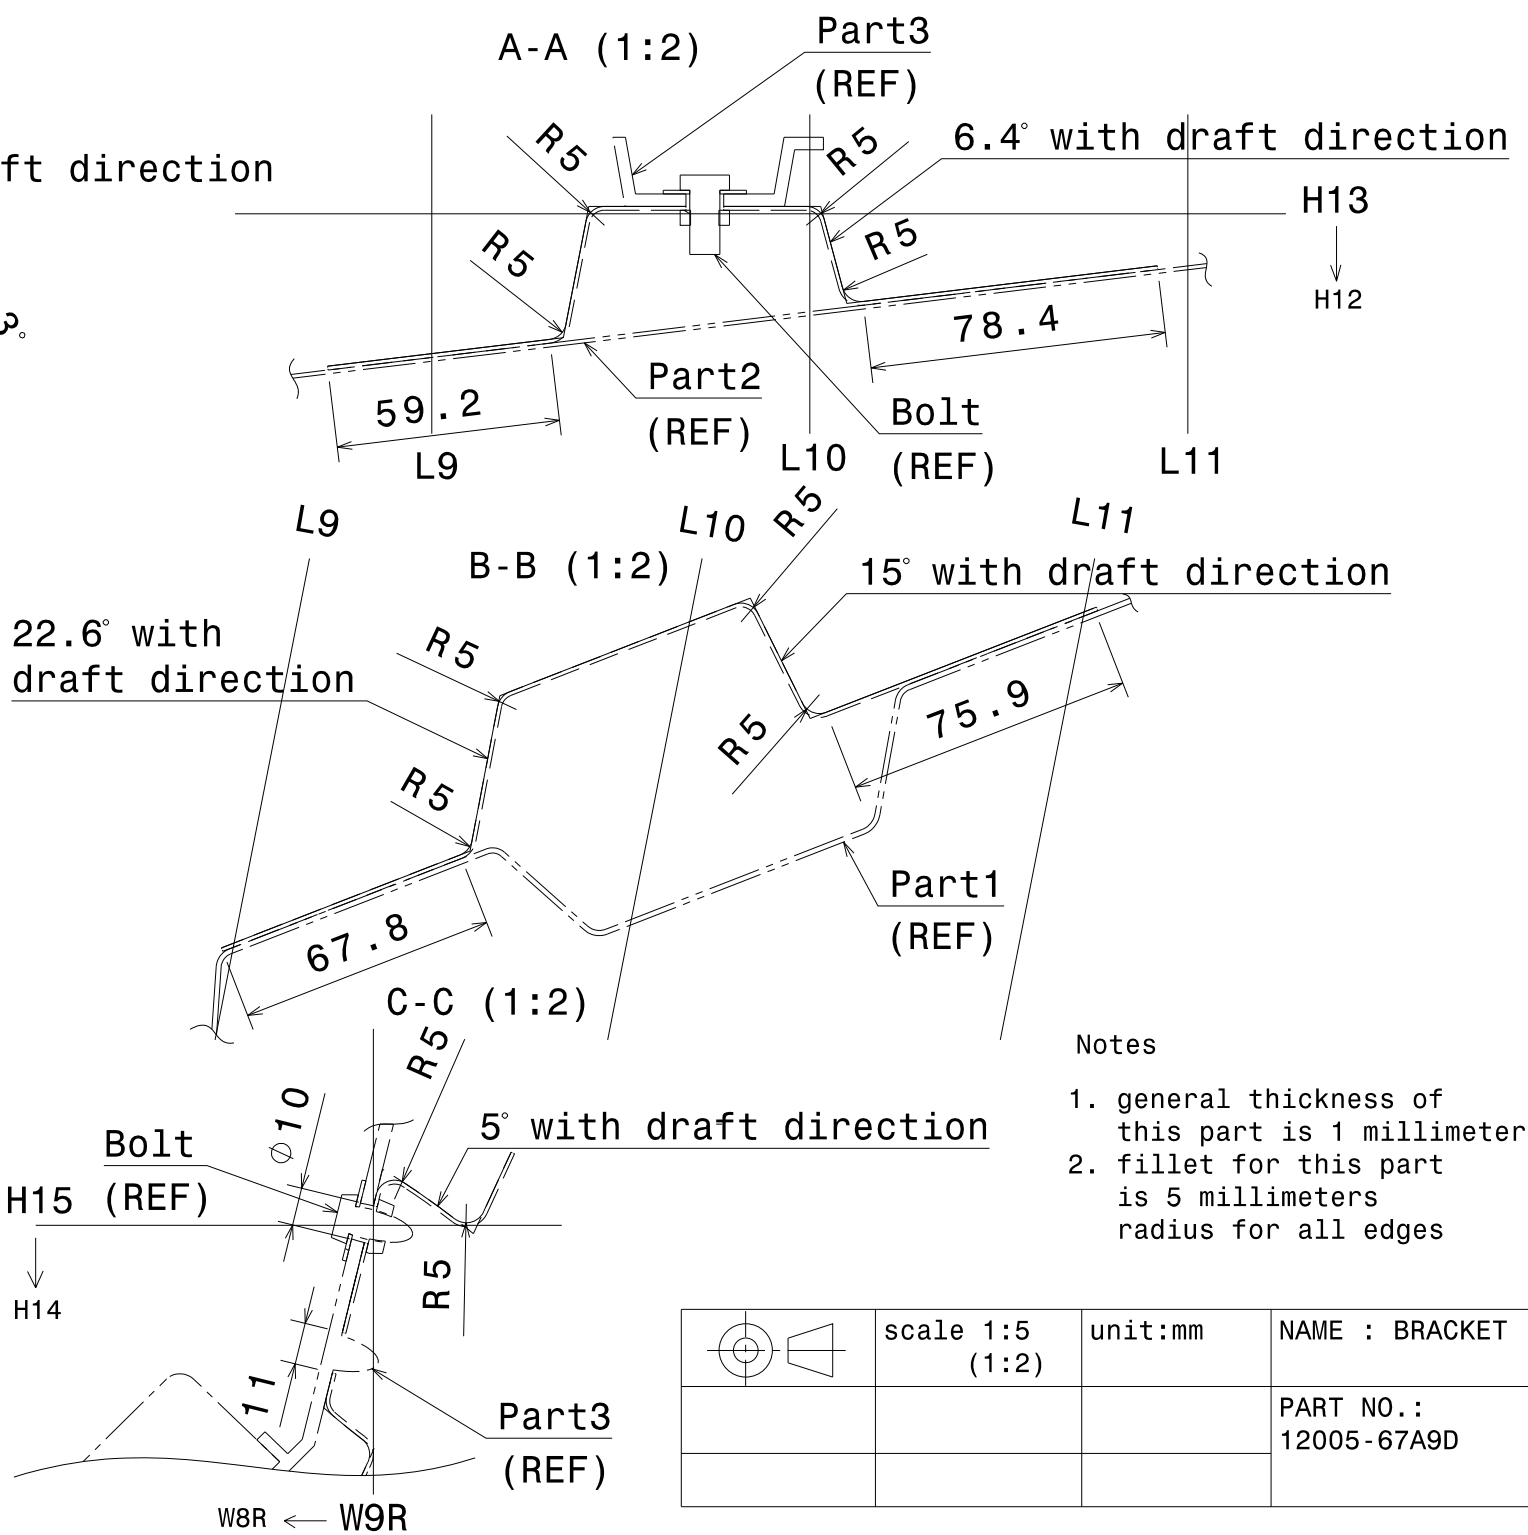 A-A (1:2)
Part3
(REF)
R5
R5
6.4° with draft direction
ft direction
H13
R5
R5
H12
3°
78.4
Part2
(REF)
59.2
Bolt
(REF)
L9
L10
L11
L9
L10
R5
L11
B-B (1:2)
15° with draft direction
22.6° with
draft direction
R5
R5
75.9
R5
Part1
(REF)
67.8
C-C (1:2)
R5
Notes
1. general thickness of
this part is 1 millimeter
2. fillet for this part
is 5 millimeters
radius for all edges
∅10
5° with draft direction
Bolt
(REF)
H15
R5
H14
11
Part3
(REF)
W8R
W9R
scale 1:5
(1:2)
unit:mm
NAME : BRACKET
PART NO.:
12005-67A9D